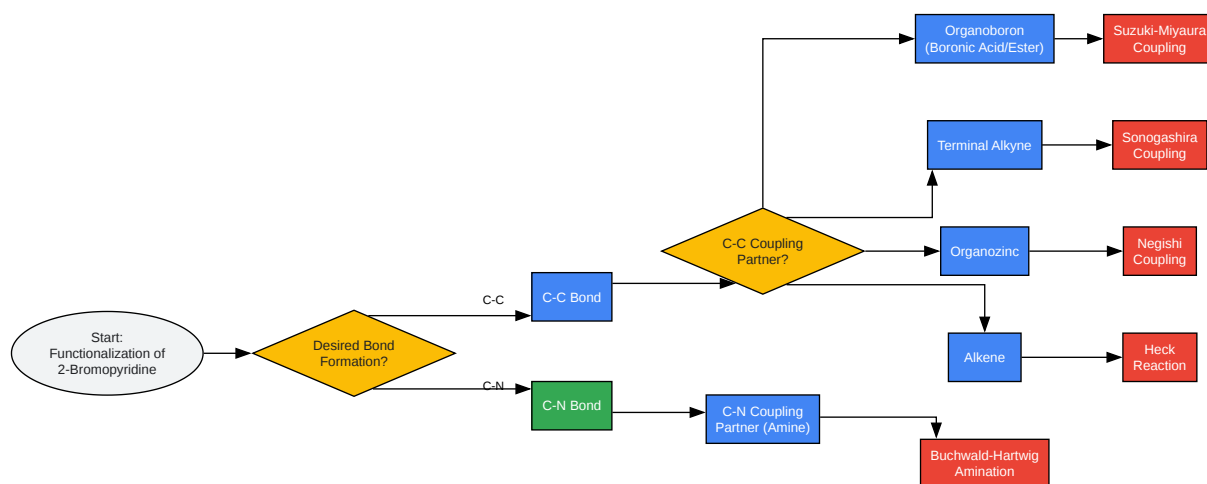 Start:
Functionalization of
2-Bromopyridine
Desired Bond
Formation?
C-C
C-N
C-C Bond
C-N Bond
C-C Coupling
Partner?
C-N Coupling
Partner (Amine)
Organoboron
(Boronic Acid/Ester)
Terminal Alkyne
Organozinc
Alkene
Suzuki-Miyaura
Coupling
Sonogashira
Coupling
Negishi
Coupling
Heck
Reaction
Buchwald-Hartwig
Amination